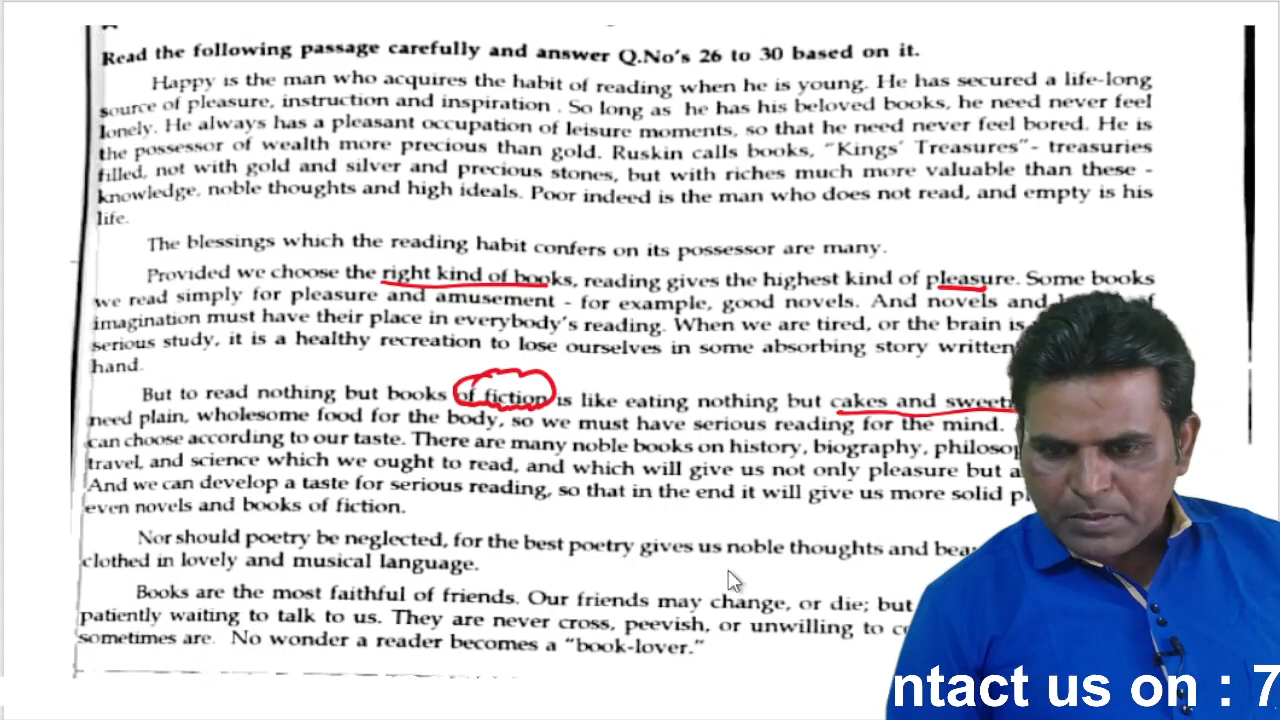 Read the following passage carefully and answer Q.No's 26 to 30 based on it.
Happy is the man who acquires the habit of reading when he is young. He has secured a life-long
source of pleasure, instruction and inspiration . So long as he has his beloved books, he need never feel
lonely. He always has a pleasant occupation of leisure moments, so that he need never feel bored. He is
the possessor of wealth more precious than gold. Ruskin calls books, "Kings' Treasures"- treasuries
filled, not with gold and silver and precious stones, but with riches much more valuable than these -
knowledge, noble thoughts and high ideals. Poor indeed is the man who does not read, and empty is his
life.
The blessings which the reading habit confers on its possessor are many.
Provided we choose the right kind of books, reading gives the highest kind of pleasure. Some books
we read simply for pleasure and amusement - for example, good novels. And novels and
imagination must have their place in everybody's reading. When we are tired, or the brain is
serious study, it is a healthy recreation to lose ourselves in some absorbing story written
hand.
But to read nothing but books of fiction is like eating nothing but cakes and
need plain, wholesome food for the body, so we must have serious reading for the mind.
can choose according to our taste. There are many noble books on history, biography,
travel, and science which we ought to read, and which will give us not only pleasure but
And we can develop a taste for serious reading, so that in the end it will give us more solid
even novels and books of fiction.
Nor should poetry be neglected, for the best poetry gives us noble thoughts and
clothed in lovely and musical language.
Books are the most faithful of friends. Our friends may change, or die; but
patiently waiting to talk to us. They are never cross, peevish, or unwilling to
sometimes are. No wonder a reader becomes a "book-lover."
ntact us on : 7